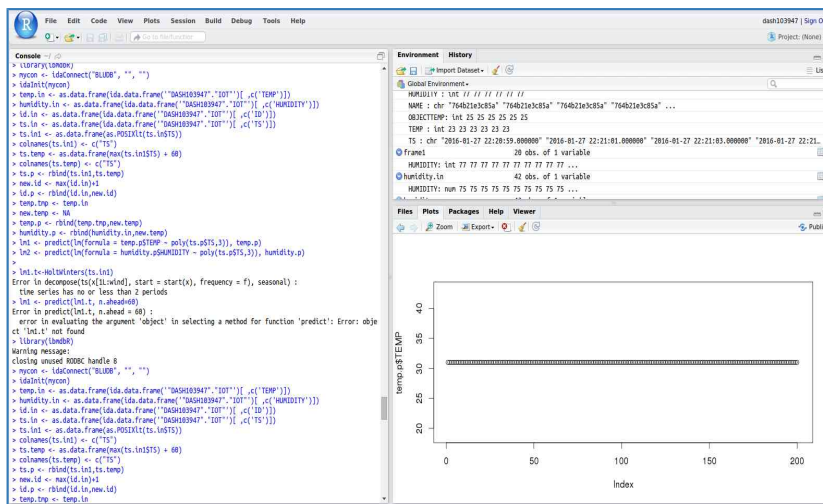 File Edit Code View Plots Session Build Debug Tools Help
dash103947 | Sign O
Go to file/function
Project: (None)
Console ~/
> library(ibmdbR)
> mycon <- idaConnect("BLUDB", "", "")
> idaInit(mycon)
> temp.in <- as.data.frame(ida.data.frame('"DASH103947"."IOT"')[ ,c('TEMP')])
> humidity.in <- as.data.frame(ida.data.frame('"DASH103947"."IOT"')[ ,c('HUMIDITY')])
> id.in <- as.data.frame(ida.data.frame('"DASH103947"."IOT"')[ ,c('ID')])
> ts.in <- as.data.frame(ida.data.frame('"DASH103947"."IOT"')[ ,c('TS')])
> ts.in1 <- as.data.frame(as.POSIXlt(ts.in$TS))
> colnames(ts.in1) <- c("TS")
> ts.temp <- as.data.frame(max(ts.in1$TS) + 60)
> colnames(ts.temp) <- c("TS")
> ts.p <- rbind(ts.in1,ts.temp)
> new.id <- max(id.in)+1
> id.p <- rbind(id.in,new.id)
> temp.tmp <- temp.in
> new.temp <- NA
> temp.p <- rbind(temp.tmp,new.temp)
> humidity.p <- rbind(humidity.in,new.temp)
> lm1 <- predict(lm(formula = temp.p$TEMP ~ poly(ts.p$TS,3)), temp.p)
> lm2 <- predict(lm(formula = humidity.p$HUMIDITY ~ poly(ts.p$TS,3)), humidity.p)
>
> lm1.t<-HoltWinters(ts.in1)
Error in decompose(ts(x[1L:wind], start = start(x), frequency = f), seasonal) :
time series has no or less than 2 periods
> lm1 <- predict(lm1.t, n.ahead=60)
Error in predict(lm1.t, n.ahead = 60) :
error in evaluating the argument 'object' in selecting a method for function 'predict': Error: obje
ct 'lm1.t' not found
> library(ibmdbR)
Warning message:
closing unused RODBC handle 8
> mycon <- idaConnect("BLUDB", "", "")
> idaInit(mycon)
> temp.in <- as.data.frame(ida.data.frame('"DASH103947"."IOT"')[ ,c('TEMP')])
> humidity.in <- as.data.frame(ida.data.frame('"DASH103947"."IOT"')[ ,c('HUMIDITY')])
> id.in <- as.data.frame(ida.data.frame('"DASH103947"."IOT"')[ ,c('ID')])
> ts.in <- as.data.frame(ida.data.frame('"DASH103947"."IOT"')[ ,c('TS')])
> ts.in1 <- as.data.frame(as.POSIXlt(ts.in$TS))
> colnames(ts.in1) <- c("TS")
> ts.temp <- as.data.frame(max(ts.in1$TS) + 60)
> colnames(ts.temp) <- c("TS")
> ts.p <- rbind(ts.in1,ts.temp)
> new.id <- max(id.in)+1
> id.p <- rbind(id.in,new.id)
> temp.tmp <- temp.in
Environment History
Import Dataset
Lis
Global Environment
HUMIDITY : int 77 77 77 77 77 77
NAME : chr "764b21e3c85a" "764b21e3c85a" "764b21e3c85a" ...
OBJECTTEMP: int 25 25 25 25 25 25
TEMP : int 23 23 23 23 23 23
TS : chr "2016-01-27 22:20:59.000000" "2016-01-27 22:21:01.000000" "2016-01-27 22:21:03.000000" "2016-01-27 22:21…
frame1 20 obs. of 1 variable
HUMIDITY: int 77 77 77 77 77 77 77 77 77 77 ...
humidity.in 42 obs. of 1 variable
HUMIDITY: num 75 75 75 75 75 75 75 75 75 75 ...
Files Plots Packages Help Viewer
Zoom Export
Publi
temp.p$TEMP
40
35
30
25
20
0 50 100 150 200
Index